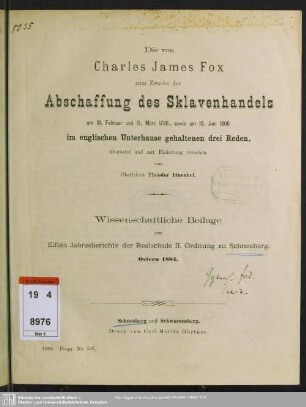 Die von
Charles James Fox
zum Zwecke der
Abschaffung des Sklavenhandels
am 18. Februar und 15. März 1796, sowie am 10. Juni 1806
im englischen Unterhause gehaltenen drei Reden,
übersetzt und mit Einleitung versehen
von
Oberlehrer Theodor
Wissenschaftliche Beilage
zum
Elften Jahresberichte der Realschule II. Ordnung zu Schneeberg.
Ostern 1884.
19 4
8976
Schneeberg und Schwarzenberg.
Druck von Carl Moritz Gärtner.
1884. Progr. Nr.